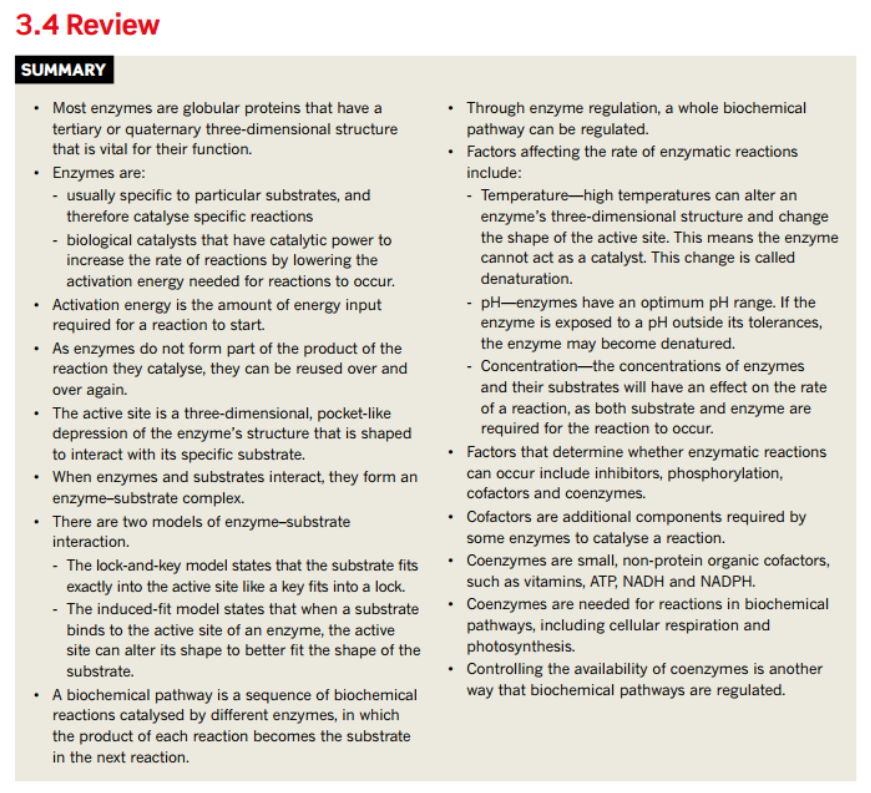 3.4 Review
SUMMARY
• Most enzymes are globular proteins that have a
tertiary or quaternary three-dimensional structure
that is vital for their function.
• Enzymes are:
- usually specific to particular substrates, and
therefore catalyse specific reactions
- biological catalysts that have catalytic power to
increase the rate of reactions by lowering the
activation energy needed for reactions to occur.
• Activation energy is the amount of energy input
required for a reaction to start.
• As enzymes do not form part of the product of the
reaction they catalyse, they can be reused over and
over again.
• The active site is a three-dimensional, pocket-like
depression of the enzyme's structure that is shaped
to interact with its specific substrate.
• When enzymes and substrates interact, they form an
enzyme–substrate complex.
• There are two models of enzyme–substrate
interaction.
- The lock-and-key model states that the substrate fits
exactly into the active site like a key fits into a lock.
- The induced-fit model states that when a substrate
binds to the active site of an enzyme, the active
site can alter its shape to better fit the shape of the
substrate.
• A biochemical pathway is a sequence of biochemical
reactions catalysed by different enzymes, in which
the product of each reaction becomes the substrate
in the next reaction.
• Through enzyme regulation, a whole biochemical
pathway can be regulated.
• Factors affecting the rate of enzymatic reactions
include:
- Temperature—high temperatures can alter an
enzyme's three-dimensional structure and change
the shape of the active site. This means the enzyme
cannot act as a catalyst. This change is called
denaturation.
- pH—enzymes have an optimum pH range. If the
enzyme is exposed to a pH outside its tolerances,
the enzyme may become denatured.
- Concentration—the concentrations of enzymes
and their substrates will have an effect on the rate
of a reaction, as both substrate and enzyme are
required for the reaction to occur.
• Factors that determine whether enzymatic reactions
can occur include inhibitors, phosphorylation,
cofactors and coenzymes.
• Cofactors are additional components required by
some enzymes to catalyse a reaction.
• Coenzymes are small, non-protein organic cofactors,
such as vitamins, ATP, NADH and NADPH.
• Coenzymes are needed for reactions in biochemical
pathways, including cellular respiration and
photosynthesis.
• Controlling the availability of coenzymes is another
way that biochemical pathways are regulated.